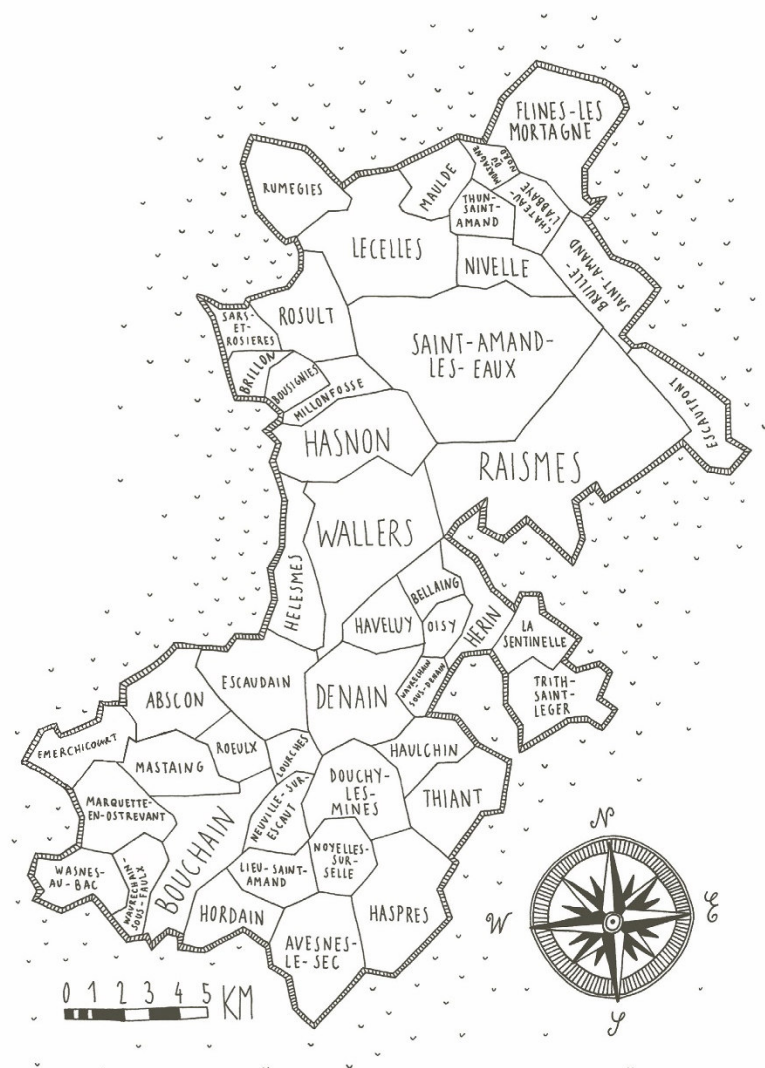 FLINES-LES
MORTAGNE
MORTAGNE
DU
NORD
RUMEGIES
MAULDE
THUN-
SAINT-
AMAND
CHATEAU-
L'ABBAYE
LECELLES
NIVELLE
BRUILLE-
SAINT-AMAND
SARS-
ET-
ROSIERES
ROSULT
SAINT-AMAND-
LES-EAUX
BRILLON
BOUSIGNIES
MILLONFOSSE
ESCAUTPONT
HASNON
RAISMES
WALLERS
HELESMES
BELLAING
HAVELUY
OISY
HERIN
LA
SENTINELLE
WAVRECHAIN
SOUS-DENAIN
TRITH-
SAINT-
LEGER
ESCAUDAIN
DENAIN
ABSCON
EMERCHICOURT
MASTAING
ROEULX
LOURCHES
HAULCHIN
DOUCHY-
LES-
MINES
THIANT
MARQUETTE-
EN-OSTREVANT
NEUVILLE-SUR-
ESCAUT
BOUCHAIN
NOYELLES-
SUR-
SELLE
WASNES-
AU-BAC
WAVRECHAIN-
SOUS-FAULX
LIEU-SAINT-
AMAND
HORDAIN
HASPRES
AVESNES-
LE-SEC
N
W
E
S
0 1 2 3 4 5 KM